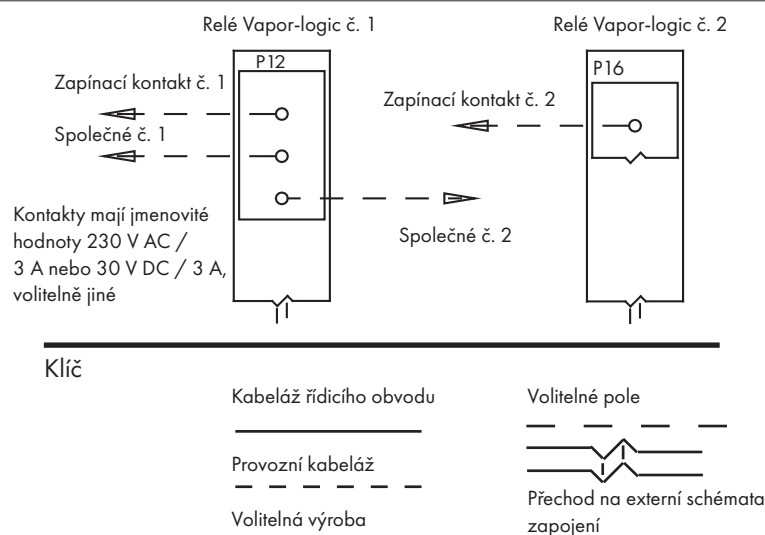 Relé Vapor-logic č. 1
Relé Vapor-logic č. 2
P12
P16
Zapínací kontakt č. 1
Zapínací kontakt č. 2
Společné č. 1
Společné č. 2
Kontakty mají jmenovité
hodnoty 230 V AC /
3 A nebo 30 V DC / 3 A,
volitelně jiné
Klíč
Kabeláž řídicího obvodu
Provozní kabeláž
Volitelná výroba
Volitelné pole
Přechod na externí schémata
zapojení